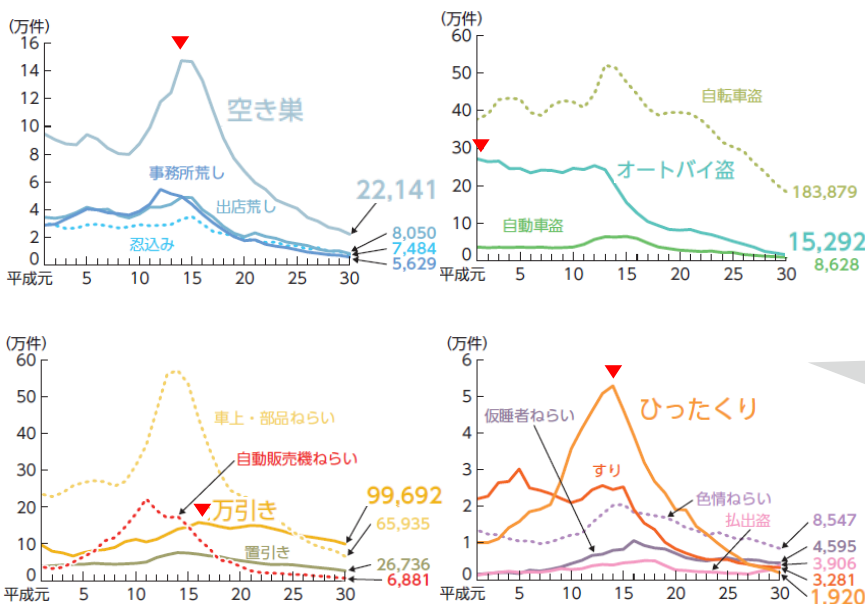 (万件)
16
14
12
10
8
6
4
2
0
平成元
5
10
15
20
25
30
空き巣
事務所荒し
出店荒し
忍込み
22,141
8,050
7,484
5,629
(万件)
60
50
40
30
20
10
0
平成元
5
10
15
20
25
30
自転車盗
オートバイ盗
自動車盗
183,879
15,292
8,628
(万件)
60
50
40
30
20
10
0
平成元
5
10
15
20
25
30
車上・部品ねらい
自動販売機ねらい
万引き
置引き
99,692
65,935
26,736
6,881
(万件)
6
5
4
3
2
1
0
平成元
5
10
15
20
25
30
ひったくり
仮睡者ねらい
すり
色情ねらい
払出盗
8,547
4,595
3,906
3,281
1,920